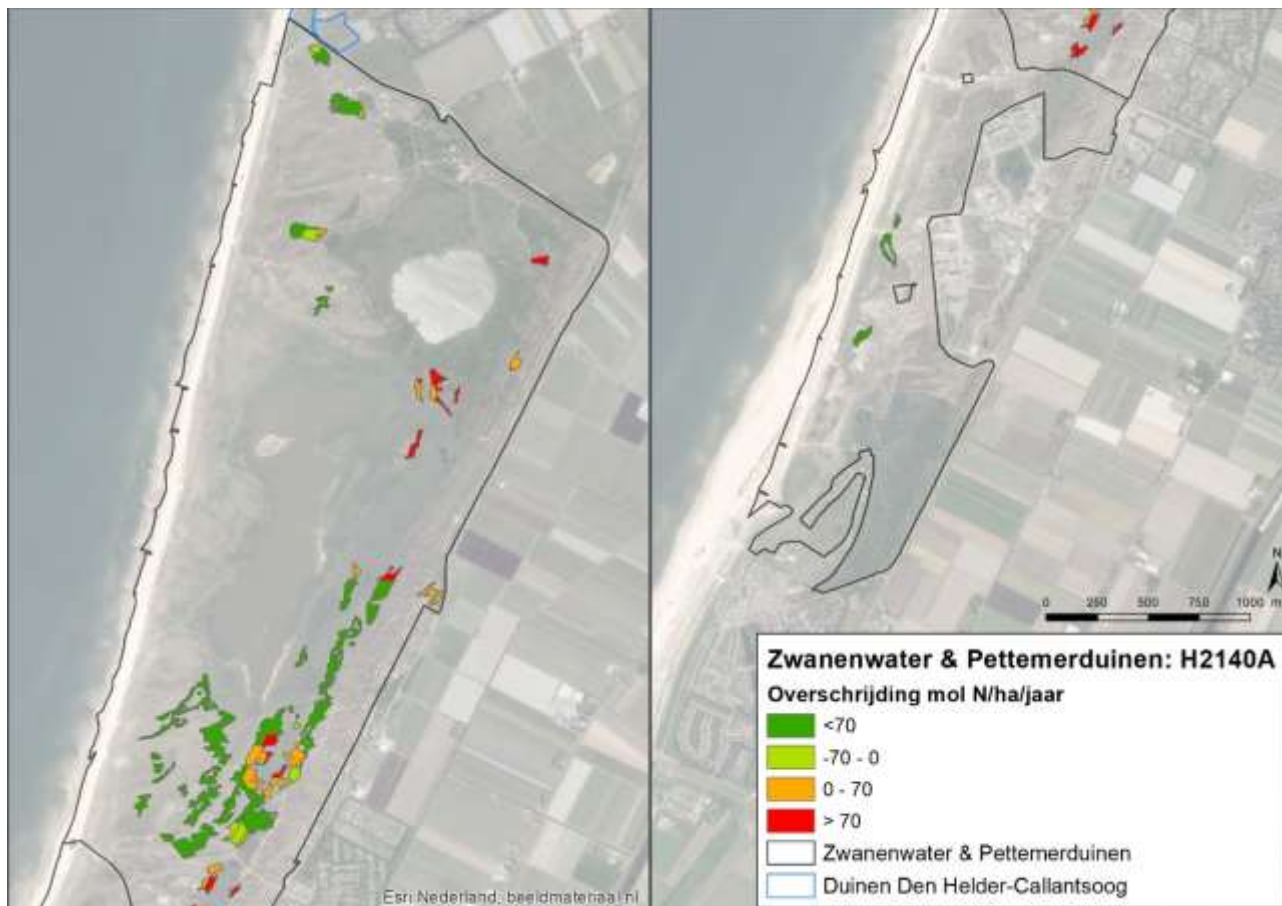 N
0 250 500 750 1000 m
Zwanenwater & Pettemerduinen: H2140A
Overschrijding mol N/ha/jaar
<70
-70 - 0
0 - 70
> 70
Zwanenwater & Pettemerduinen
Duinen Den Helder-Callantsoog
Esri Nederland, beeldmateriaal.nl